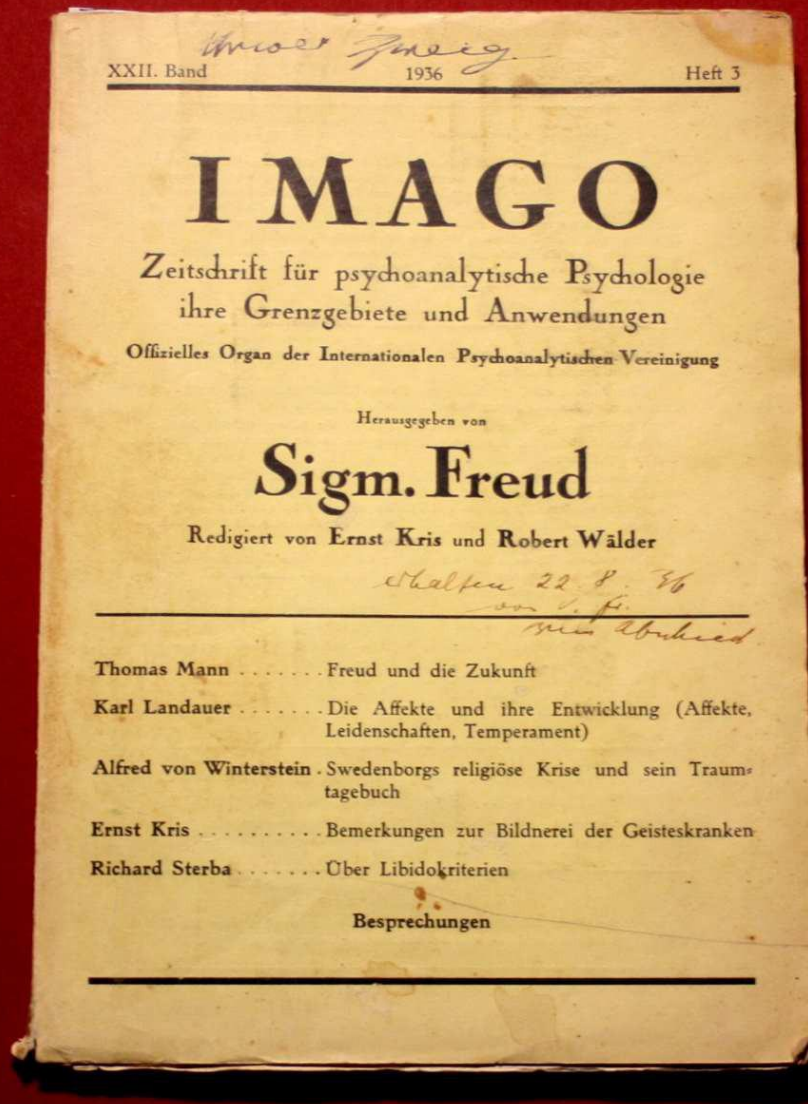 Arnold Zweig
XXII. Band 1936 Heft 3
IMAGO
Zeitschrift für psychoanalytische Psychologie
ihre Grenzgebiete und Anwendungen
Offizielles Organ der Internationalen Psychoanalytischen Vereinigung
Herausgegeben von
Sigm. Freud
Redigiert von Ernst Kris und Robert Wälder
erhalten 22. 8. 36
von S. Fr.
zum Abschied
Thomas Mann . . . . . . . Freud und die Zukunft
Karl Landauer . . . . . . . Die Affekte und ihre Entwicklung (Affekte,
Leidenschaften, Temperament)
Alfred von Winterstein . Swedenborgs religiöse Krise und sein Traum-
tagebuch
Ernst Kris . . . . . . . . . . Bemerkungen zur Bildnerei der Geisteskranken
Richard Sterba . . . . . . . Über Libidokriterien
Besprechungen